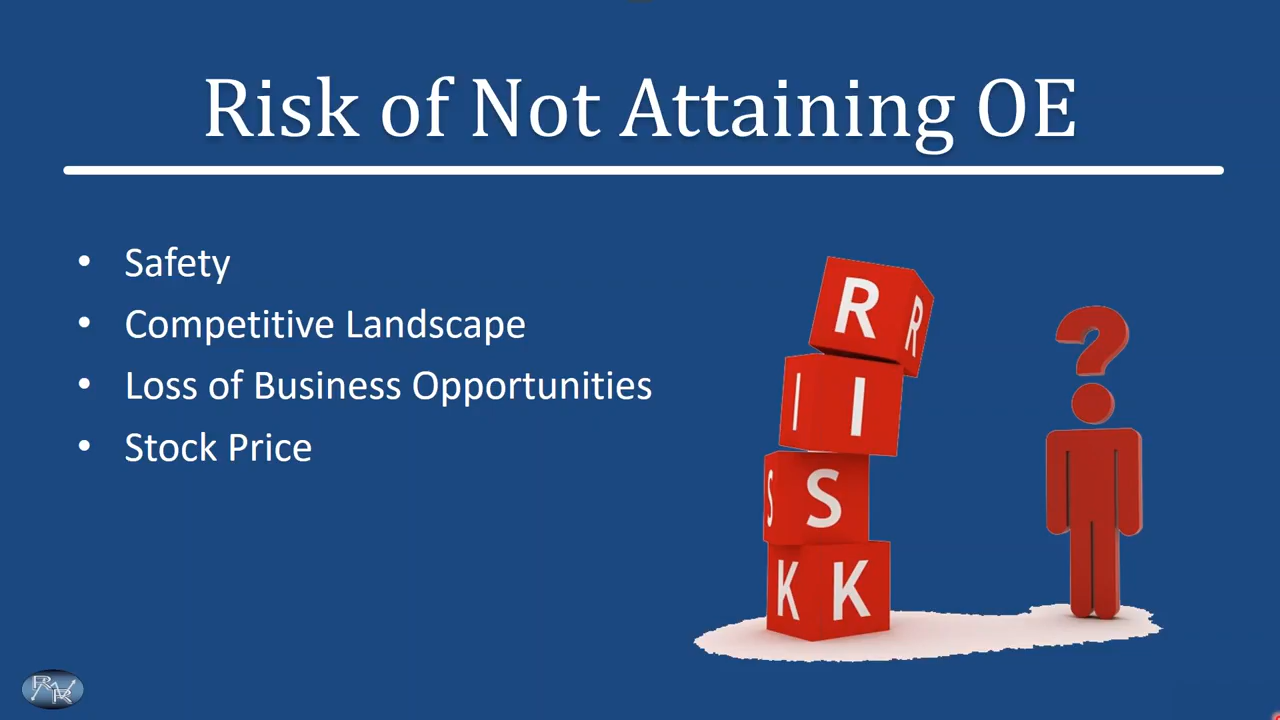 Risk of Not Attaining OE
• Safety
• Competitive Landscape
• Loss of Business Opportunities
• Stock Price
R R
I I
S S
K K
?
R R